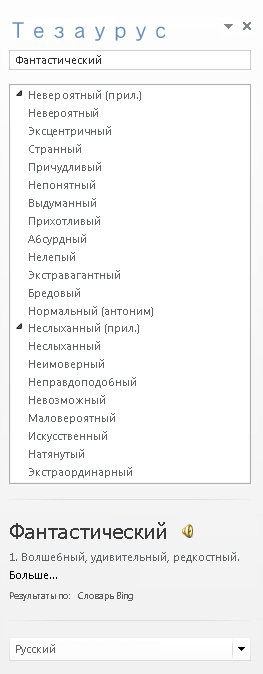 Тезаурус
Фантастический
Невероятный (прил.)
Невероятный
Эксцентричный
Странный
Причудливый
Непонятный
Выдуманный
Прихотливый
Абсурдный
Нелепый
Экстравагантный
Бредовый
Нормальный (антоним)
Неслыханный (прил.)
Неслыханный
Неимоверный
Неправдоподобный
Невозможный
Маловероятный
Искусственный
Натянутый
Экстраординарный
Фантастический
1. Волшебный, удивительный, редкостный.
Больше...
Результаты по: Словарь Bing
Русский